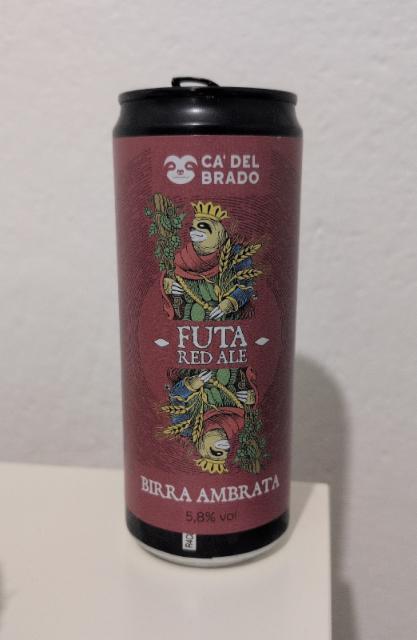 CA' DEL
BRADO
FUTA
RED ALE
BIRRA AMBRATA
5,8% vol